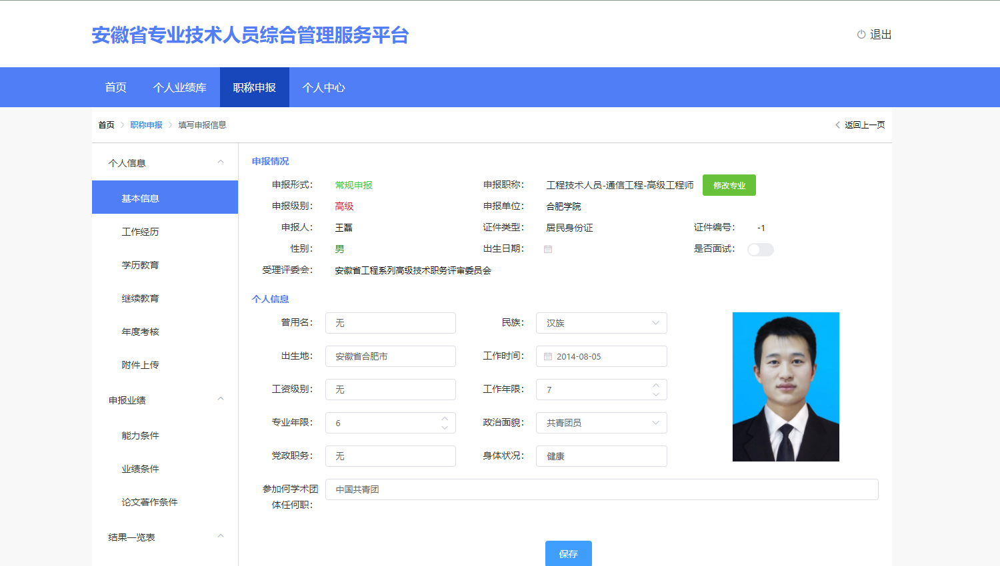 安徽省专业技术人员综合管理服务平台
退出
首页 个人业绩库 职称申报 个人中心
首页 > 职称申报 > 填写申报信息
< 返回上一页
个人信息
基本信息
工作经历
学历教育
继续教育
年度考核
附件上传
申报业绩
能力条件
业绩条件
论文著作条件
结果一览表
申报情况
申报形式： 常规申报 申报职称： 工程技术人员-通信工程-高级工程师 修改专业
申报级别： 高级 申报单位： 合肥学院
申报人： 王磊 证件类型： 居民身份证 证件编号： -1
性别： 男 出生日期： 是否面试：
受理评委会： 安徽省工程系列高级技术职务评审委员会
个人信息
曾用名： 无 民族： 汉族
出生地： 安徽省合肥市 工作时间： 2014-08-05
工资级别： 无 工作年限： 7
专业年限： 6 政治面貌： 共青团员
党政职务： 无 身体状况： 健康
参加何学术团 中国共青团
体任何职：
保存